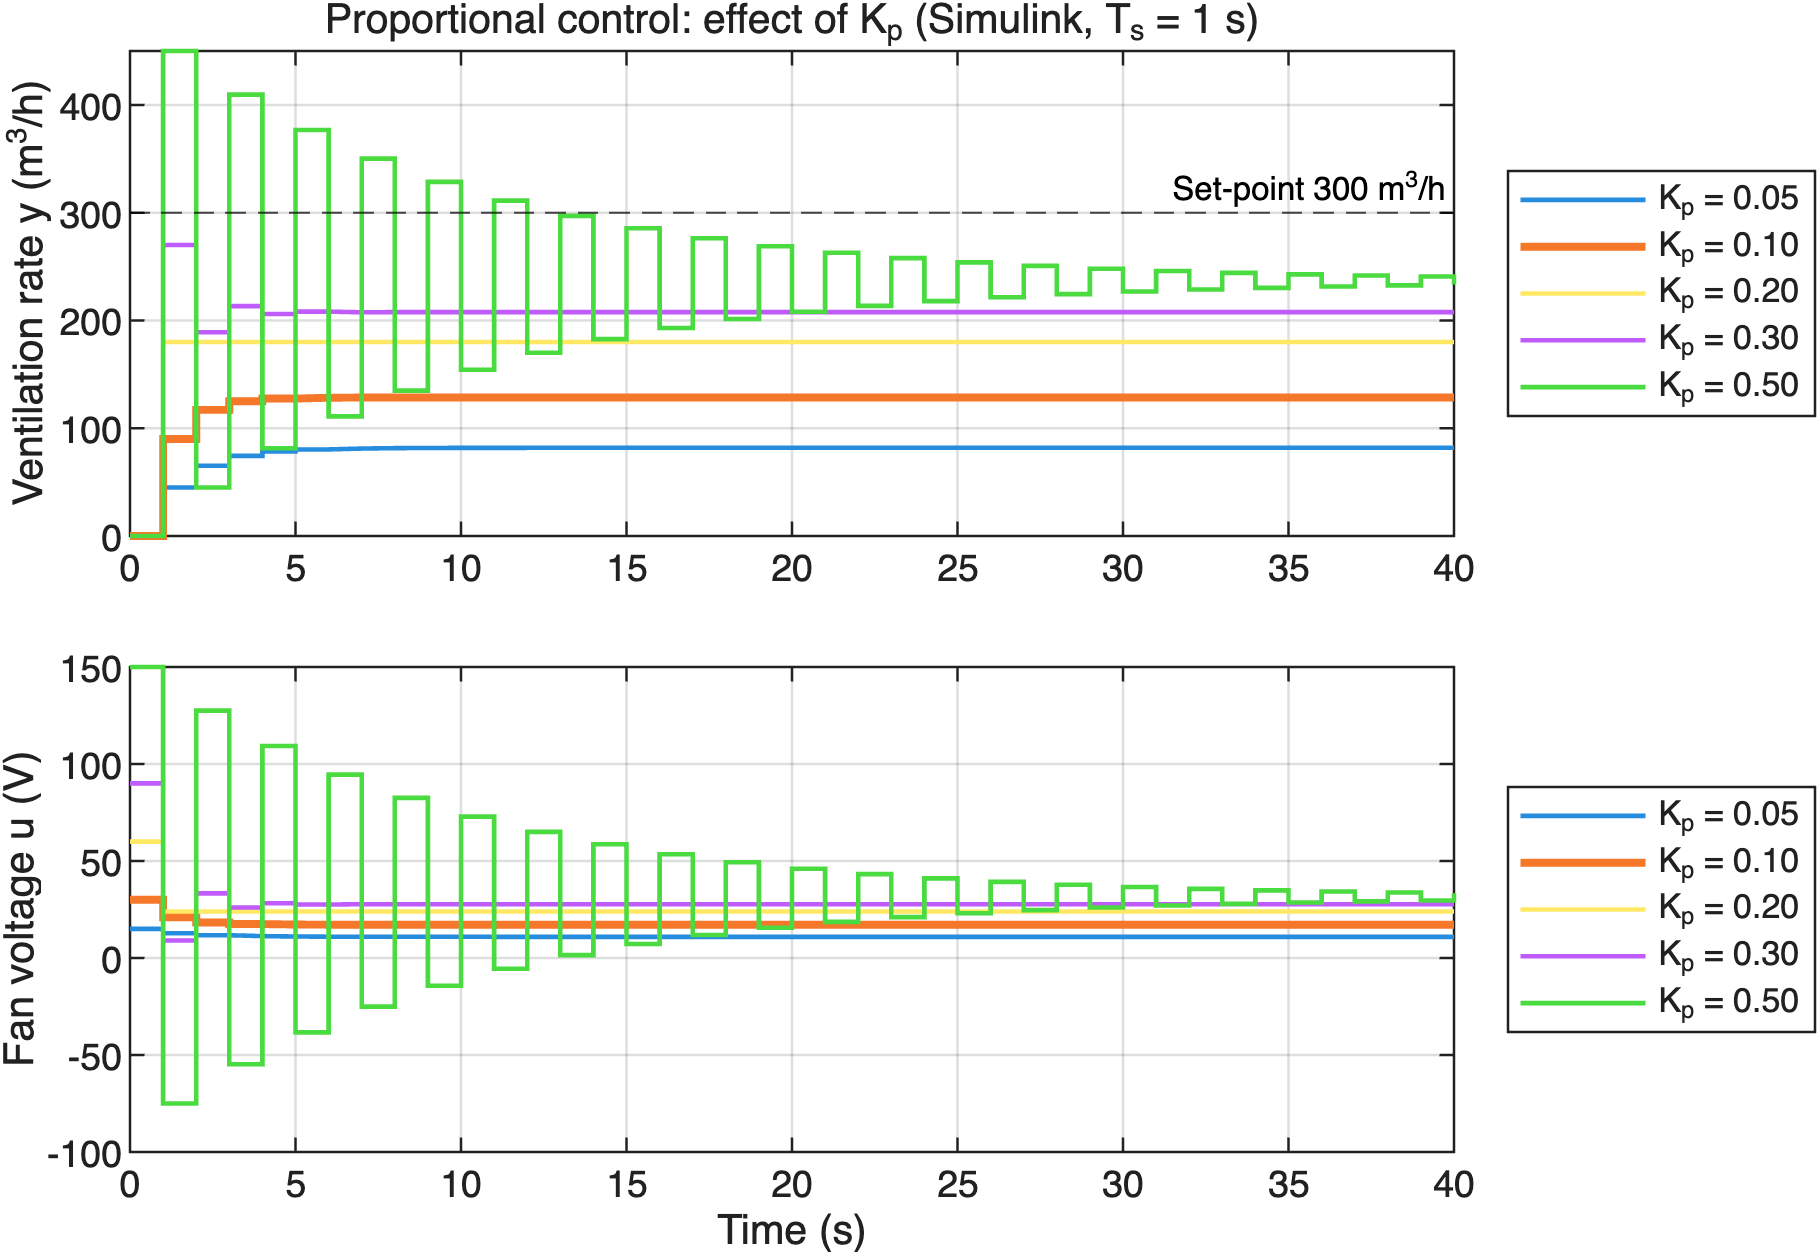 Proportional control: effect of Kₚ (Simulink, Tₛ = 1 s)
Ventilation rate y (m³/h)
400
300
200
100
0
Set-point 300 m³/h
0 5 10 15 20 25 30 35 40
Kₚ = 0.05
Kₚ = 0.10
Kₚ = 0.20
Kₚ = 0.30
Kₚ = 0.50
Fan voltage u (V)
150
100
50
0
-50
-100
0 5 10 15 20 25 30 35 40
Time (s)
Kₚ = 0.05
Kₚ = 0.10
Kₚ = 0.20
Kₚ = 0.30
Kₚ = 0.50